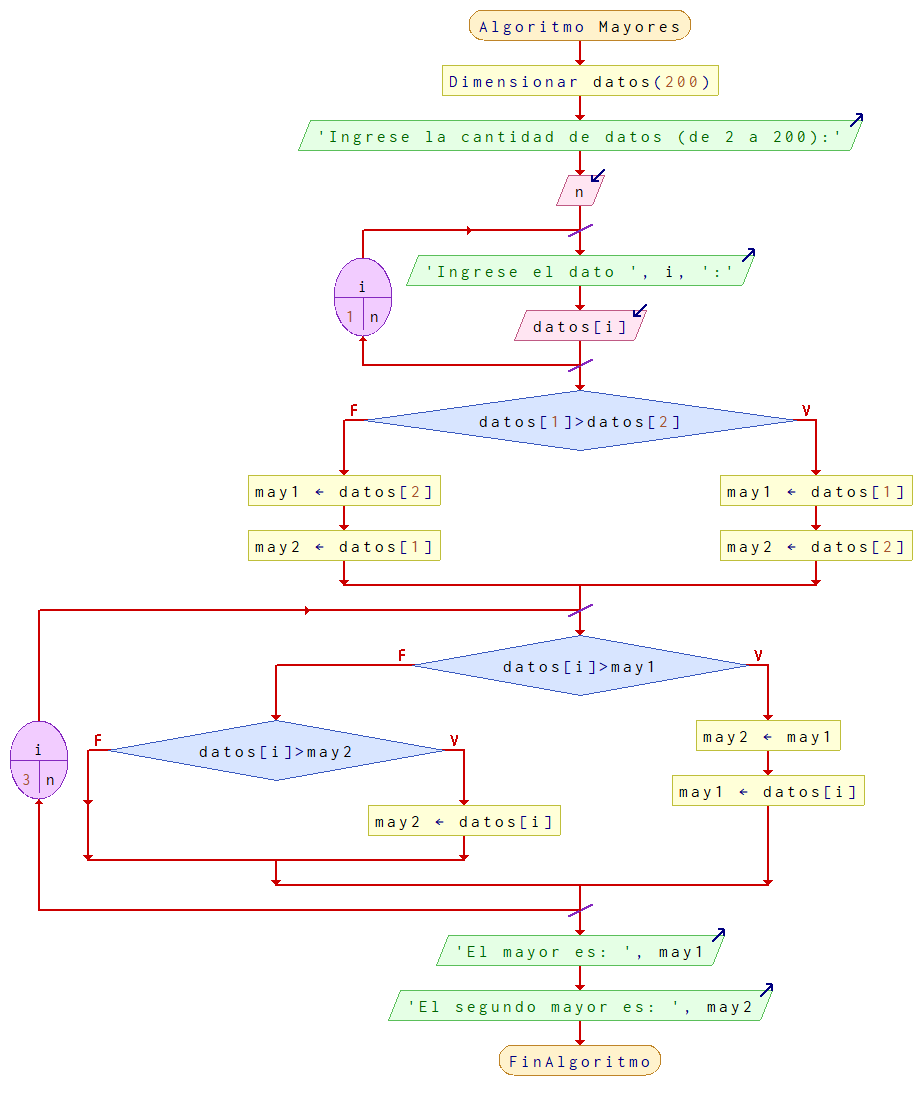 Algoritmo Mayores
Dimensionar datos(200)
'Ingrese la cantidad de datos (de 2 a 200):'
n
'Ingrese el dato ', i, ':'
i
1 n
datos[i]
F V
datos[1]>datos[2]
may1 ← datos[2] may1 ← datos[1]
may2 ← datos[1] may2 ← datos[2]
F V
datos[i]>may1
F V
i
3 n
datos[i]>may2
may2 ← may1
may1 ← datos[i]
may2 ← datos[i]
'El mayor es: ', may1
'El segundo mayor es: ', may2
FinAlgoritmo